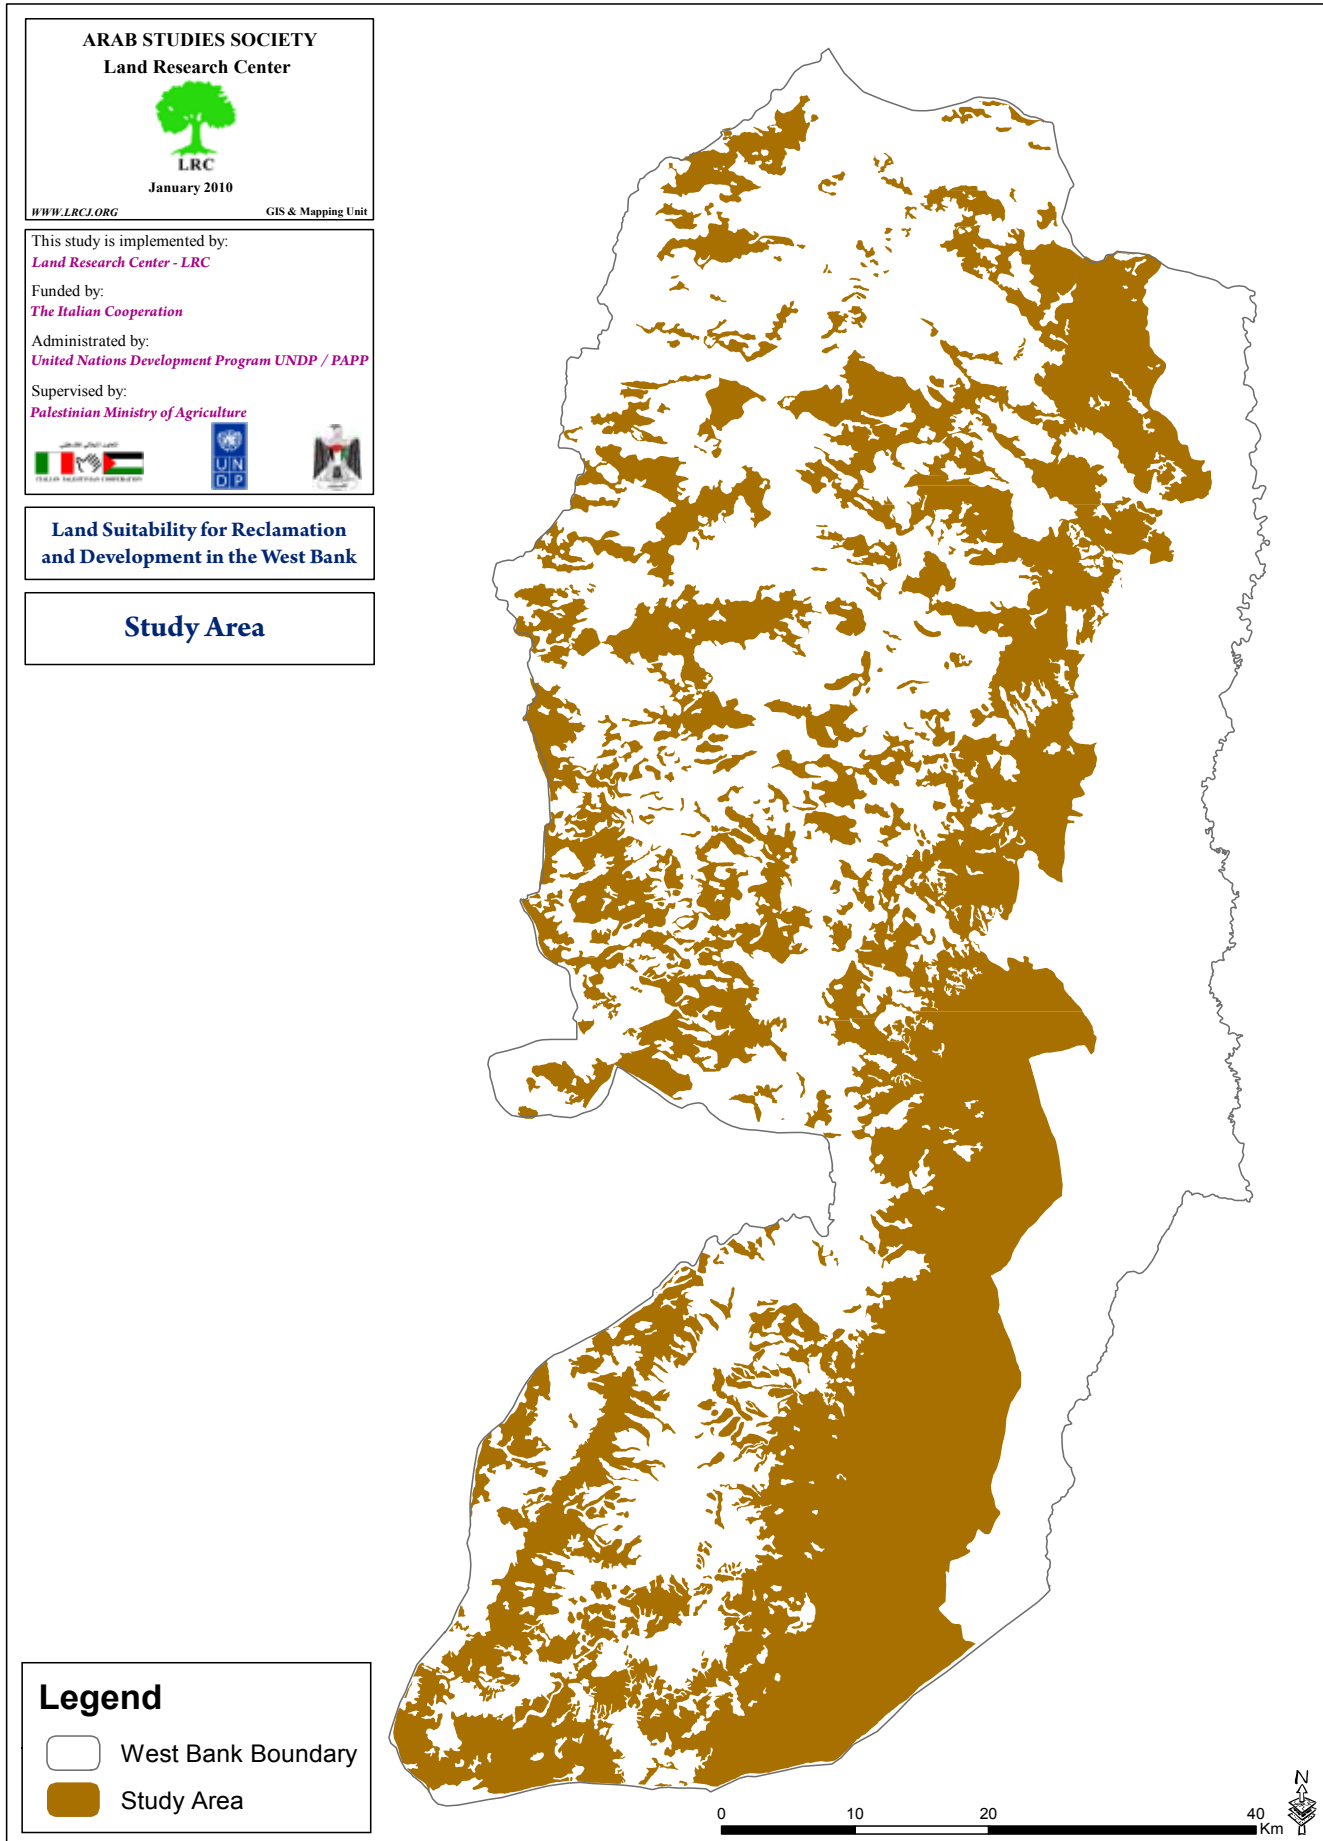 ARAB STUDIES SOCIETY
Land Research Center
LRC
January 2010
WWW.LRCJ.ORG GIS & Mapping Unit
This study is implemented by:
Land Research Center - LRC
Funded by:
The Italian Cooperation
Administrated by:
United Nations Development Program UNDP / PAPP
Supervised by:
Palestinian Ministry of Agriculture
ITALIAN PALESTINIAN COOPERATION
UN
DP
Land Suitability for Reclamation
and Development in the West Bank
Study Area
Legend
West Bank Boundary
Study Area
0 10 20 40
Km
N